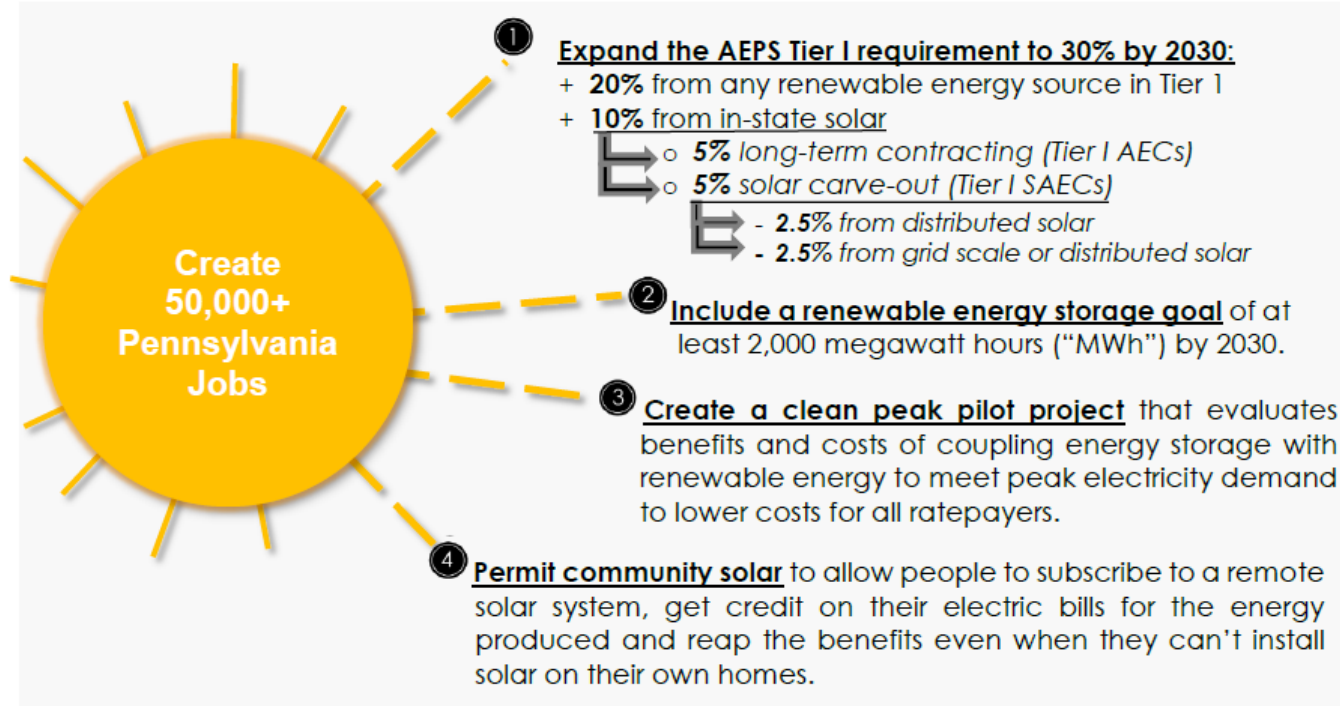 Create
50,000+
Pennsylvania
Jobs
1
Expand the AEPS Tier I requirement to 30% by 2030:
+ 20% from any renewable energy source in Tier 1
+ 10% from in-state solar
o 5% long-term contracting (Tier I AECs)
o 5% solar carve-out (Tier I SAECs)
- 2.5% from distributed solar
- 2.5% from grid scale or distributed solar
2
Include a renewable energy storage goal of at
least 2,000 megawatt hours (“MWh”) by 2030.
3
Create a clean peak pilot project that evaluates
benefits and costs of coupling energy storage with
renewable energy to meet peak electricity demand
to lower costs for all ratepayers.
4
Permit community solar to allow people to subscribe to a remote
solar system, get credit on their electric bills for the energy
produced and reap the benefits even when they can’t install
solar on their own homes.